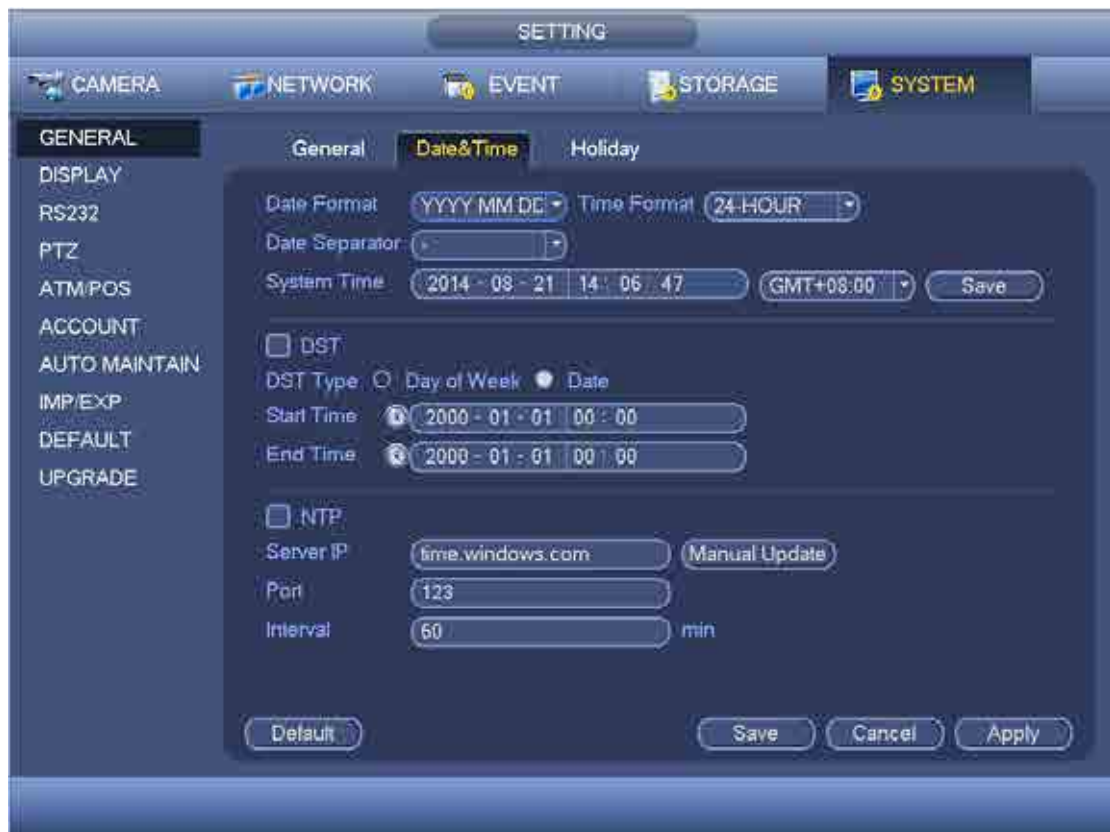 SETTING
CAMERA NETWORK EVENT STORAGE SYSTEM
GENERAL
DISPLAY
RS232
PTZ
ATM/POS
ACCOUNT
AUTO MAINTAIN
IMP/EXP
DEFAULT
UPGRADE
General Date&Time Holiday
Date Format YYYY MM DD Time Format 24-HOUR
Date Separator -
System Time 2014 - 08 - 21 14 : 06 : 47 GMT+08:00 Save
DST
DST Type Day of Week Date
Start Time 2000 - 01 - 01 00 : 00
End Time 2000 - 01 - 01 00 : 00
NTP
Server IP time.windows.com Manual Update
Port 123
Interval 60 min
Default Save Cancel Apply